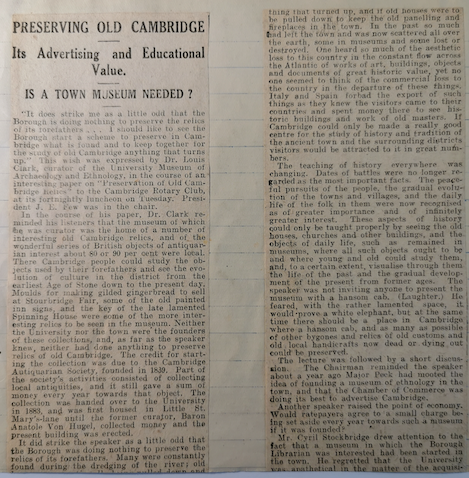 PRESERVING OLD CAMBRIDGE
Its Advertising and Educational
Value.
IS A TOWN MUSEUM NEEDED ?
"It does strike me as a little odd that the
Borough is doing nothing to preserve the relics
of its forefathers . . . I should like to see the
Borough start a scheme to preserve in Cam-
bridge what is found and to keep together for
the unity of old Cambridge anything that turns
up." This wish was expressed by Dr. Louis
Clark, curator of the University Museum of
Archæology and Ethnology, in the course of an
interesting paper on "Preservation of Old Cam-
bridge Relics" to the Cambridge Rotary Club,
at its fortnightly luncheon on Tuesday. Presi-
dent J. L. Few was in the chair.
In the course of his paper, Dr. Clark re-
minded his listeners that the museum of which
he was curator was the home of a number of
interesting old Cambridge relics, and of the
wonderful series of British objects of antiquar-
ian interest about 80 or 90 per cent were local.
There Cambridge people could study the ob-
jects used by their forefathers and see the evo-
lution of culture in the district from the
earliest Age of Stone down to the present day.
Moulds for making gilded gingerbread to sell
at Stourbridge Fair, some of the old painted
inn signs, and the key of the late lamented
Spinning House were some of the more inter-
esting relics to be seen in the museum. Neither
the University nor the town were the founders
of these collections, and, as far as the speaker
knew, neither had done anything to preserve
relics of old Cambridge. The credit for start-
ing the collection was due to the Cambridge
Antiquarian Society, founded in 1839. Part of
the society's activities consisted of collecting
local antiquities, and it still gave a sum of
money every year towards that object. The
collection was handed over to the University
in 1883, and was first housed in Little St.
Mary's-lane until the former curator, Baron
Anatole Von Hugel, collected money and the
present building was erected.
It did strike the speaker as a little odd that
the Borough was doing nothing to preserve the
relics of its forefathers. Many were constantly
found during the dredging of the river; old
thing that turned up, and if old houses were to
be pulled down to keep the old panelling and
fireplaces in the town. In the past so much
had left the town and was now scattered all over
the earth, some in museums and some lost or
destroyed. One heard so much of the aesthetic
loss to this country in the constant flow across
the Atlantic of works of art, buildings, objects
and documents of great historic value, yet no
one seemed to think of the commercial loss to
the country in the departure of these things.
Italy and Spain forbad the export of such
things as they knew the visitors came to their
countries and spent money there to see his-
toric buildings and work of old masters. If
Cambridge could only be made a really good
centre for the study of history and tradition of
the ancient town and the surrounding districts
visitors would be attracted to it in great num-
bers.
The teaching of history everywhere was
changing. Dates of battles were no longer re-
garded as the most important facts. The peace-
ful pursuits of the people, the gradual evolu-
tion of the towns and villages, and the daily
life of the folk in them were now recognised
as of greater importance and of infinitely
greater interest. These aspects of history
could only be taught properly by seeing the old
houses, churches and other buildings, and the
objects of daily life, such as remained in
museums, where all such objects ought to be
and where young and old could study them,
and, to a certain extent, visualise through them
the life of the past and the gradual develop-
ment of the present from former ages. The
speaker was not inviting anyone to present the
museum with a hansom cab. (Laughter.) He
feared, with the rather lamented space, it
would prove a white elephant, but at the same
time there should be a place in Cambridge
where a hansom cab, and as many as possible
of other bygones and relics of old customs and
old local handicrafts now dead or dying out
could be preserved.
The lecture was followed by a short discus-
sion. The Chairman reminded the speaker
about a year ago Major Peck had mooted the
idea of founding a museum of ethnology in the
town, and that the Chamber of Commerce was
doing its best to advertise Cambridge.
Another speaker raised the point of economy.
Would ratepayers agree to a small charge be-
ing set aside every year towards such a museum
if it was founded?
Mr. Cyril Stockbridge drew attention to the
fact that a museum in which the Borough
Librarian was interested had been started in
the town. He regretted that the University
was apathetical in the matter of the acquisi-